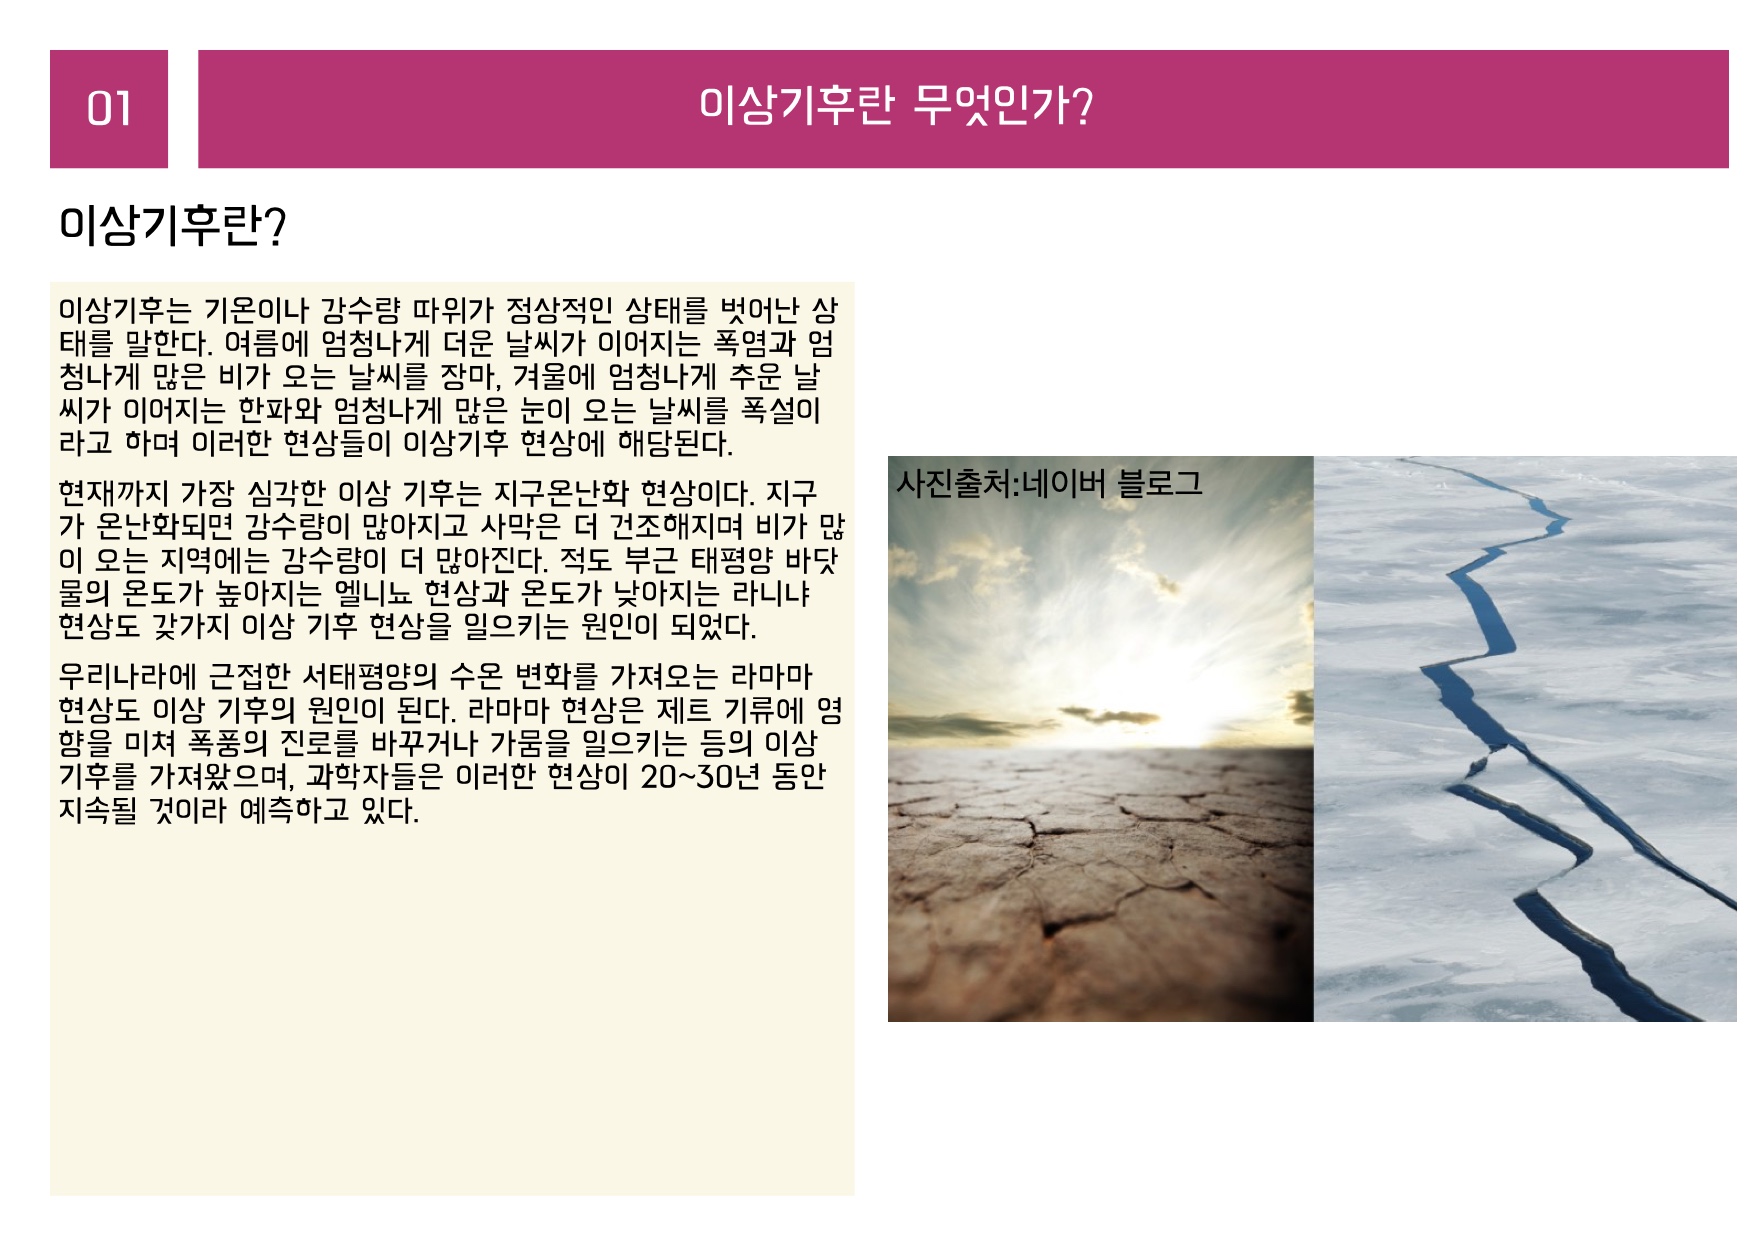 01
이상기후란 무엇인가?
이상기후란?
이상기후는 기온이나 강수량 따위가 정상적인 상태를 벗어난 상
태를 말한다. 여름에 엄청나게 더운 날씨가 이어지는 폭염과 엄
청나게 많은 비가 오는 날씨를 장마, 겨울에 엄청나게 추운 날
씨가 이어지는 한파와 엄청나게 많은 눈이 오는 날씨를 폭설이
라고 하며 이러한 현상들이 이상기후 현상에 해당된다.
현재까지 가장 심각한 이상 기후는 지구온난화 현상이다. 지구
가 온난화되면 강수량이 많아지고 사막은 더 건조해지며 비가 많
이 오는 지역에는 강수량이 더 많아진다. 적도 부근 태평양 바닷
물의 온도가 높아지는 엘니뇨 현상과 온도가 낮아지는 라니냐
현상도 갖가지 이상 기후 현상을 일으키는 원인이 되었다.
우리나라에 근접한 서태평양의 수온 변화를 가져오는 라마마
현상도 이상 기후의 원인이 된다. 라마마 현상은 제트 기류에 영
향을 미쳐 폭풍의 진로를 바꾸거나 가뭄을 일으키는 등의 이상
기후를 가져왔으며, 과학자들은 이러한 현상이 20~30년 동안
지속될 것이라 예측하고 있다.
사진출처:네이버 블로그